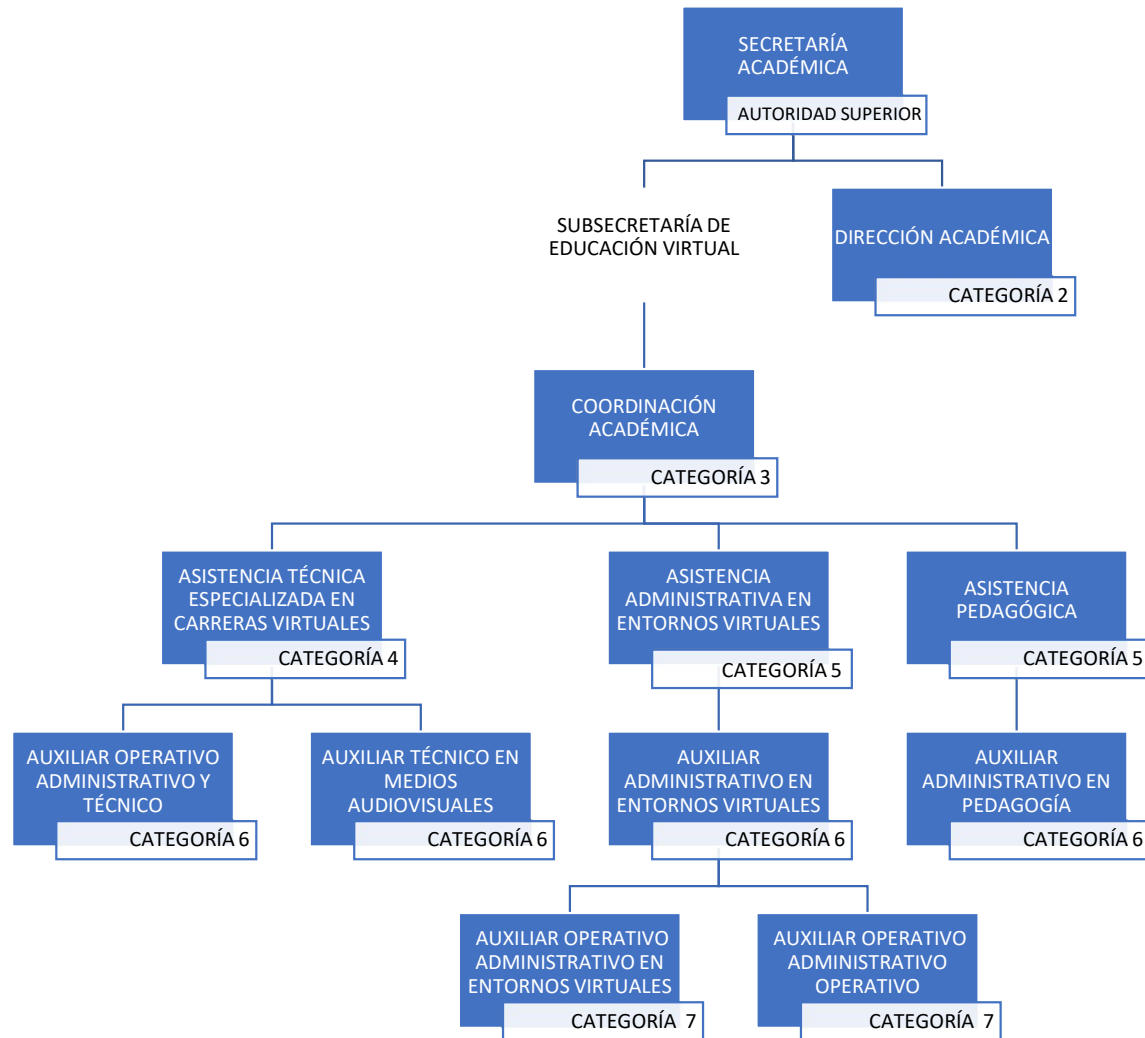 SECRETARÍA
ACADÉMICA
AUTORIDAD SUPERIOR
SUBSECRETARÍA DE
EDUCACIÓN VIRTUAL
DIRECCIÓN ACADÉMICA
CATEGORÍA 2
COORDINACIÓN
ACADÉMICA
CATEGORÍA 3
ASISTENCIA TÉCNICA
ESPECIALIZADA EN
CARRERAS VIRTUALES
CATEGORÍA 4
ASISTENCIA
ADMINISTRATIVA EN
ENTORNOS VIRTUALES
CATEGORÍA 5
ASISTENCIA
PEDAGÓGICA
CATEGORÍA 5
AUXILIAR OPERATIVO
ADMINISTRATIVO Y
TÉCNICO
CATEGORÍA 6
AUXILIAR TÉCNICO EN
MEDIOS
AUDIOVISUALES
CATEGORÍA 6
AUXILIAR
ADMINISTRATIVO EN
ENTORNOS VIRTUALES
CATEGORÍA 6
AUXILIAR
ADMINISTRATIVO EN
PEDAGOGÍA
CATEGORÍA 6
AUXILIAR OPERATIVO
ADMINISTRATIVO EN
ENTORNOS VIRTUALES
CATEGORÍA 7
AUXILIAR OPERATIVO
ADMINISTRATIVO
OPERATIVO
CATEGORÍA 7